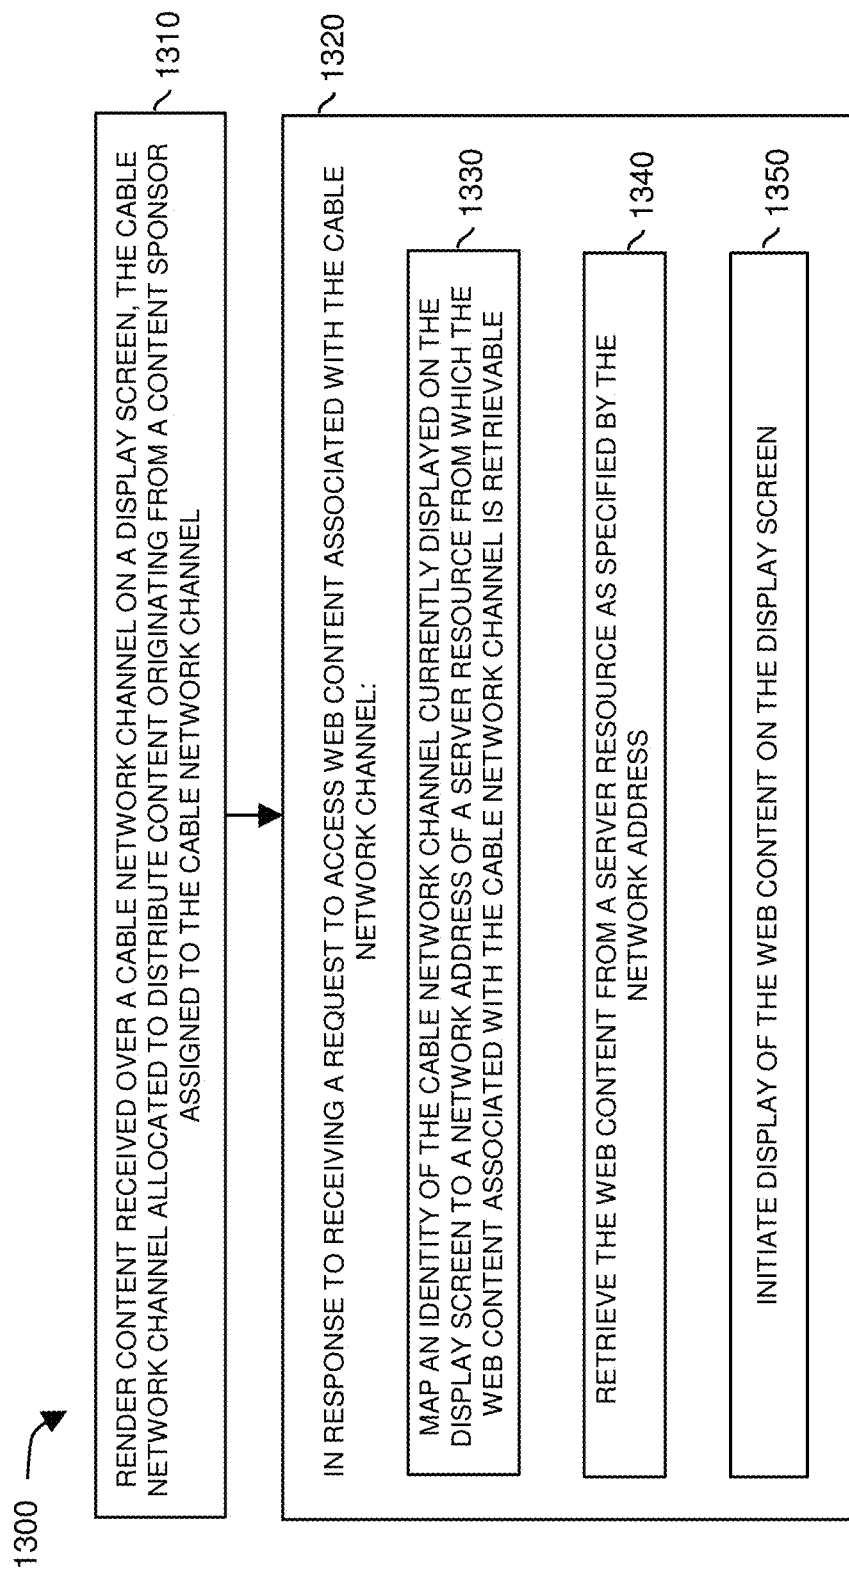 1300
RENDER CONTENT RECEIVED OVER A CABLE NETWORK CHANNEL ON A DISPLAY SCREEN, THE CABLE
NETWORK CHANNEL ALLOCATED TO DISTRIBUTE CONTENT ORIGINATING FROM A CONTENT SPONSOR
ASSIGNED TO THE CABLE NETWORK CHANNEL
1310
IN RESPONSE TO RECEIVING A REQUEST TO ACCESS WEB CONTENT ASSOCIATED WITH THE CABLE
NETWORK CHANNEL:
1320
MAP AN IDENTITY OF THE CABLE NETWORK CHANNEL CURRENTLY DISPLAYED ON THE
DISPLAY SCREEN TO A NETWORK ADDRESS OF A SERVER RESOURCE FROM WHICH THE
WEB CONTENT ASSOCIATED WITH THE CABLE NETWORK CHANNEL IS RETRIEVABLE
1330
RETRIEVE THE WEB CONTENT FROM A SERVER RESOURCE AS SPECIFIED BY THE
NETWORK ADDRESS
1340
INITIATE DISPLAY OF THE WEB CONTENT ON THE DISPLAY SCREEN
1350